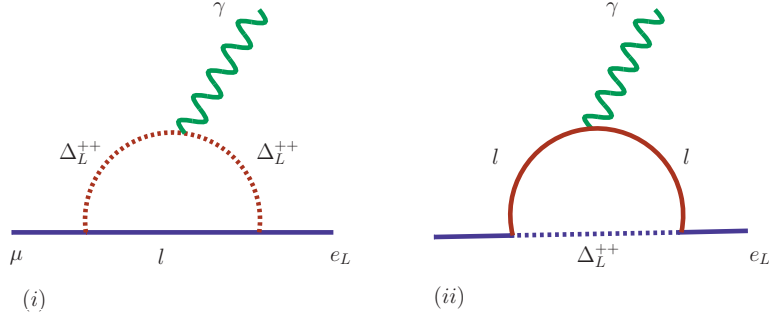 γ γ
Δ_L^{++} Δ_L^{++} l l
μ l e_L Δ_L^{++} e_L
(i) (ii)